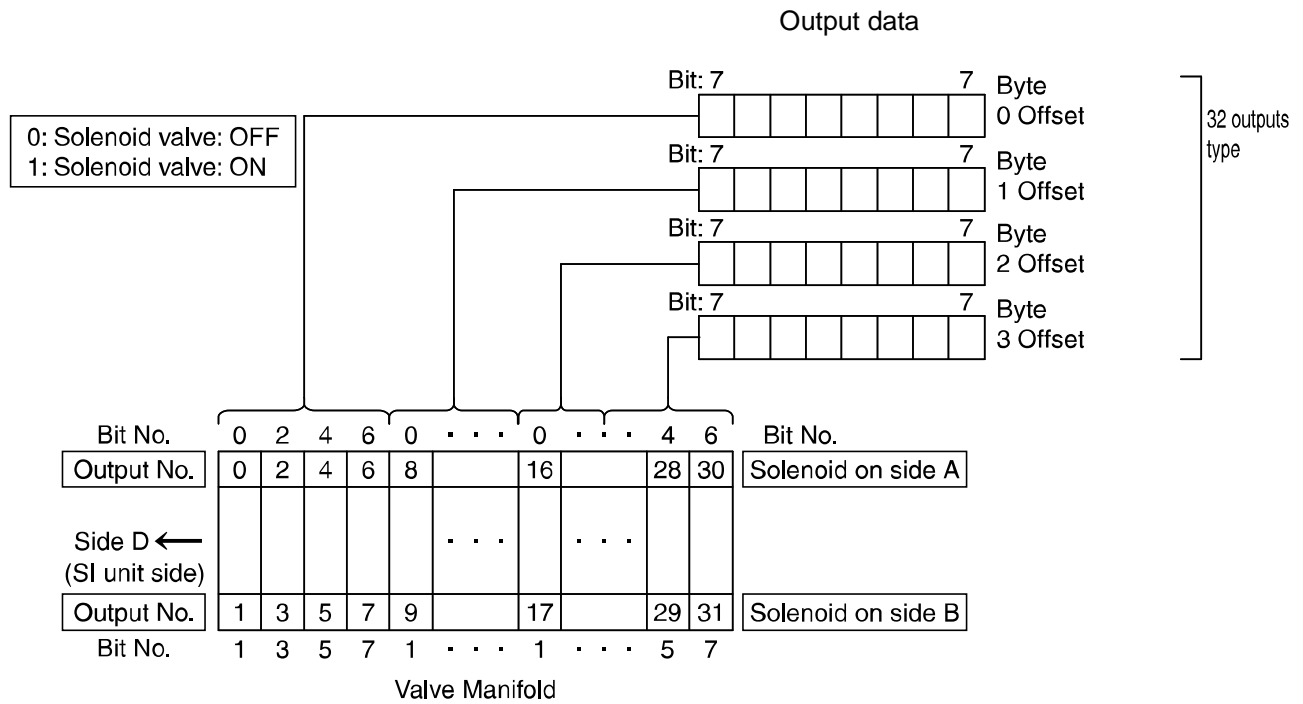 Output data
Bit: 7 7 Byte
0 Offset
Bit: 7 7 Byte
1 Offset
Bit: 7 7 Byte
2 Offset
Bit: 7 7 Byte
3 Offset
32 outputs
type
0: Solenoid valve: OFF
1: Solenoid valve: ON
Bit No. 0 2 4 6 0 · · · 0 · · · 4 6 Bit No.
Output No. 0 2 4 6 8 16 28 30 Solenoid on side A
Side D ← · · · · · ·
(SI unit side)
Output No. 1 3 5 7 9 17 29 31 Solenoid on side B
Bit No. 1 3 5 7 1 · · · 1 · · · 5 7
Valve Manifold